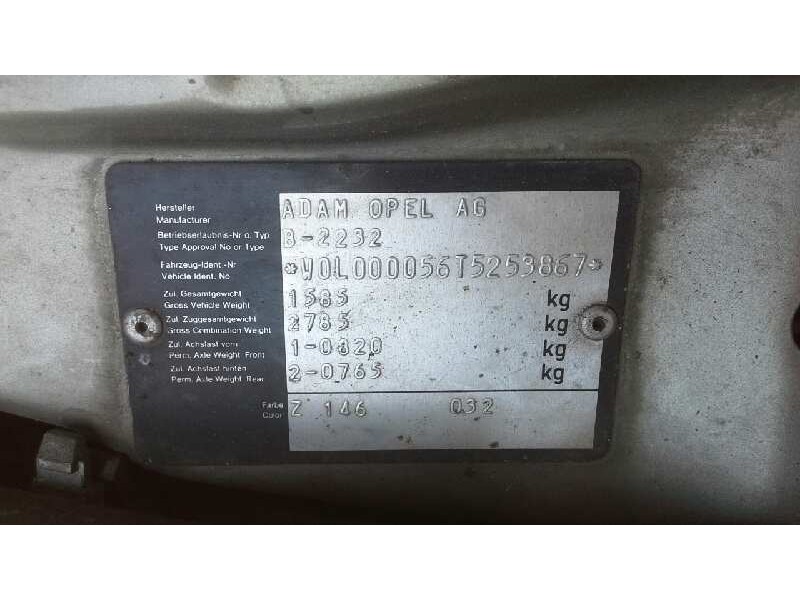 Hersteller
Manufacturer ADAM OPEL AG
Betriebserlaubnis-Nr o. Typ
Type Approval No or Type B-2232
Fahrzeug-Ident.-Nr
Vehicle Ident. No *W0L000056T5253867*
Zul. Gesamtgewicht
Gross Vehicle Weight 1585 kg
Zul. Zuggesamtgewicht
Gross Combination Weight 2785 kg
Zul. Achslast vorn
Perm. Axle Weight Front 1-0820 kg
Zul. Achslast hinten
Perm. Axle Weight Rear 2-0765 kg
Farbe
Color Z 146 032